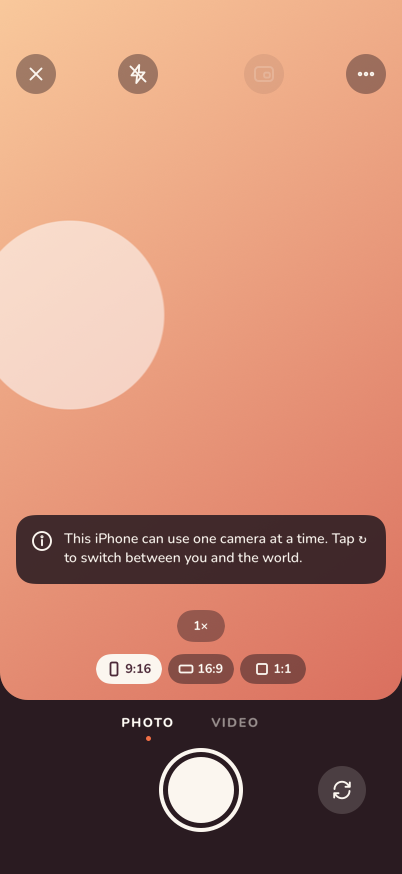 This iPhone can use one camera at a time. Tap ↻
to switch between you and the world.
1×
9:16 16:9 1:1
PHOTO VIDEO